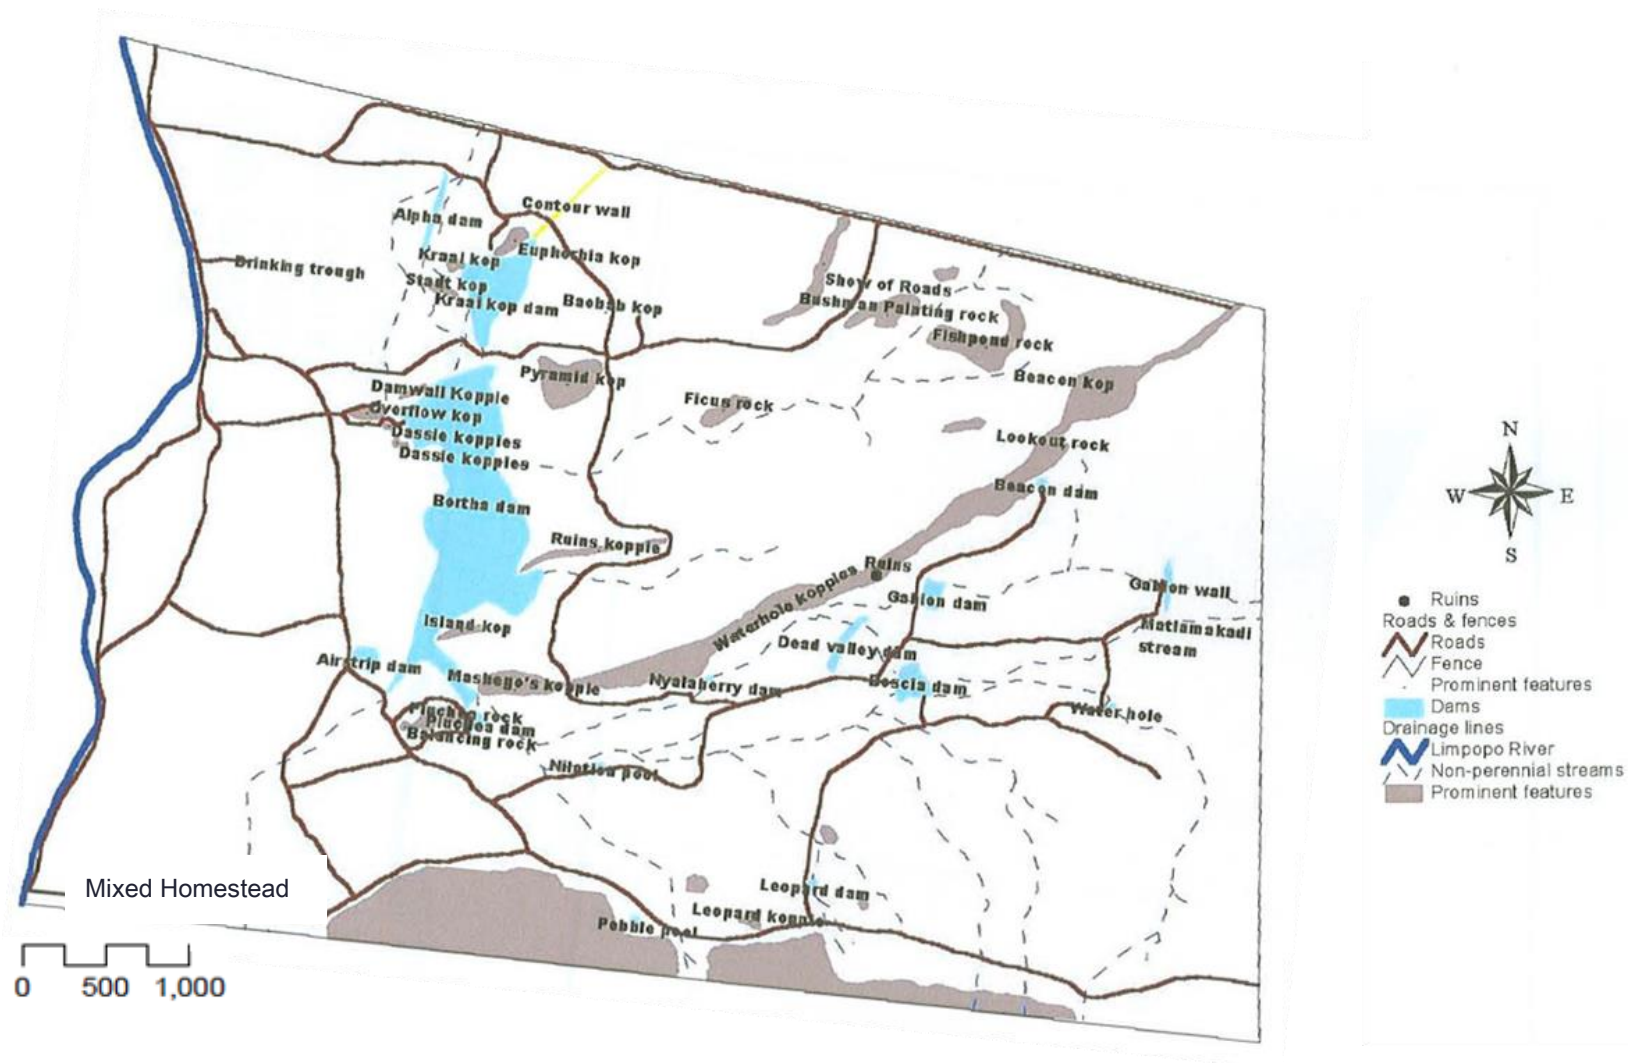 Contour wall
Alpha dam
Euphorbia kop
Kraal kop
Drinking trough
Stadt kop
Kraal kop dam
Baobab kop
Show of Roads
Bushman Painting rock
Fishpond rock
Pyramid kop
Beacon kop
Damwall Kopple
Overflow kop
Ficus rock
Dassie kopples
Dassie kopples
Lookout rock
N
Beacon dam
W
E
Bortha dam
S
Ruins kopple
Ruins
Waterhole kopples
Gabion wall
Gabion dam
Island kop
Matlamakadi
stream
Dead valley dam
Airstrip dam
Mashego's kopple
Nyalaberry dam
Boscia dam
Water hole
rock
dam
Balancing rock
Nilotica pool
Mixed Homestead
Leopard dam
Leopard kopple
Pebble pool
0 500 1,000
Ruins
Roads & fences
Roads
Fence
Prominent features
Dams
Drainage lines
Limpopo River
Non-perennial streams
Prominent features